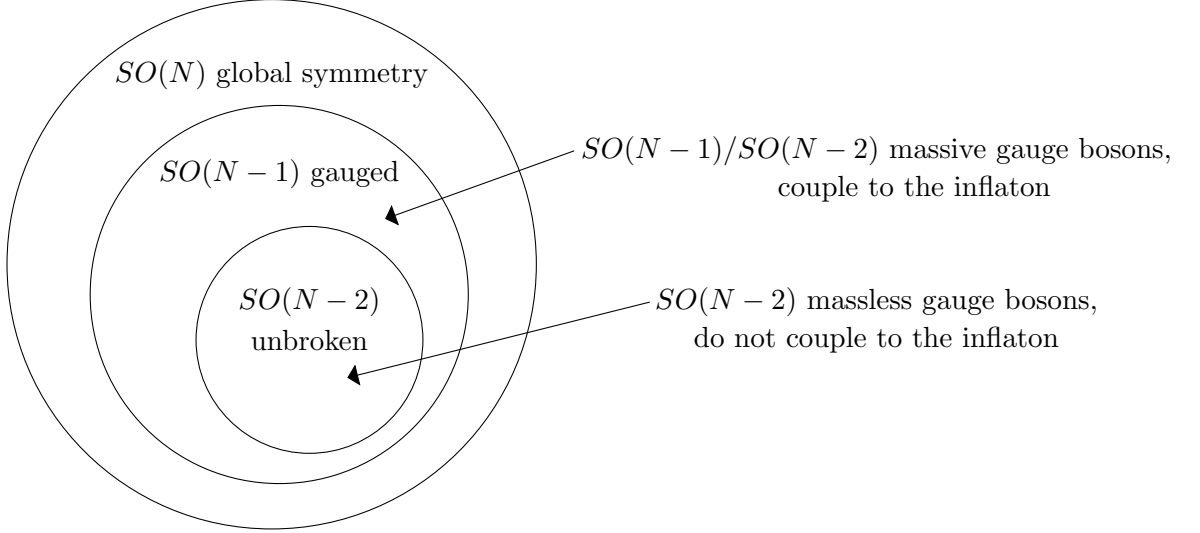 SO(N) global symmetry
SO(N − 1) gauged
SO(N − 2)
unbroken
SO(N − 1)/SO(N − 2) massive gauge bosons,
couple to the inflaton
SO(N − 2) massless gauge bosons,
do not couple to the inflaton